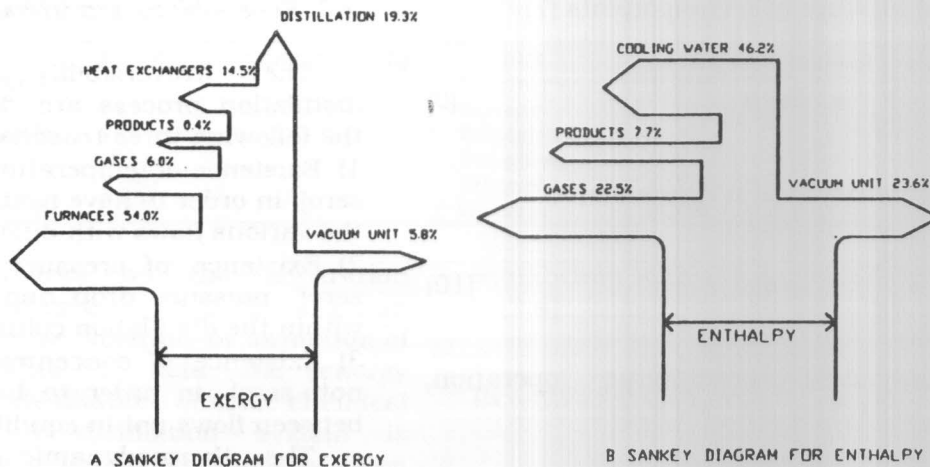 DISTILLATION 19.3%
HEAT EXCHANGERS 14.5%
PRODUCTS 0.4%
GASES 6.0%
FURNACES 54.0%
VACUUM UNIT 5.8%
EXERGY
A SANKEY DIAGRAM FOR EXERGY
COOLING WATER 46.2%
PRODUCTS 7.7%
GASES 22.5%
VACUUM UNIT 23.6%
ENTHALPY
B SANKEY DIAGRAM FOR ENTHALPY